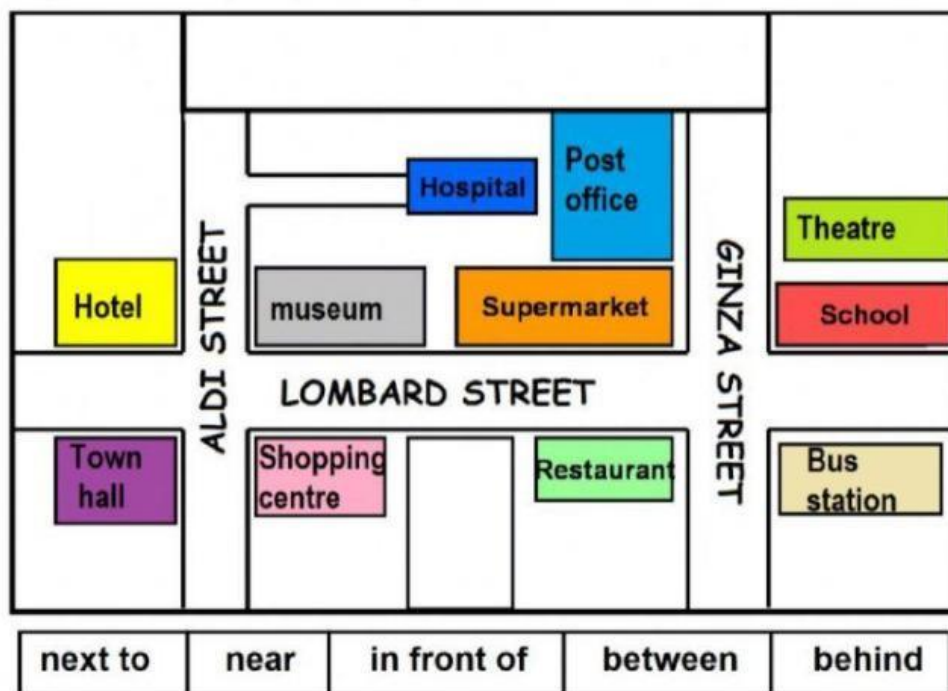 Post
office
Hospital
Theatre
Hotel
ALDI STREET
museum
Supermarket
GINZA STREET
School
LOMBARD STREET
Town
hall
Shopping
centre
Restaurant
Bus
station
next to
near
in front of
between
behind